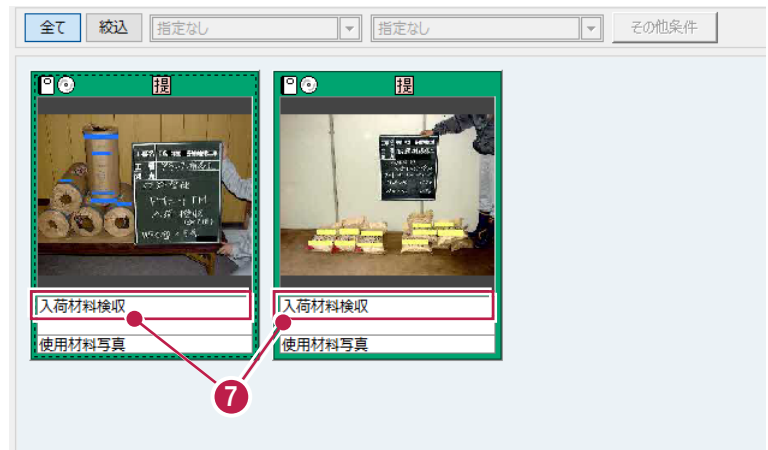 全て 絞込 指定なし 指定なし その他条件
提 提
入荷材料検収 入荷材料検収
使用材料写真 使用材料写真
7